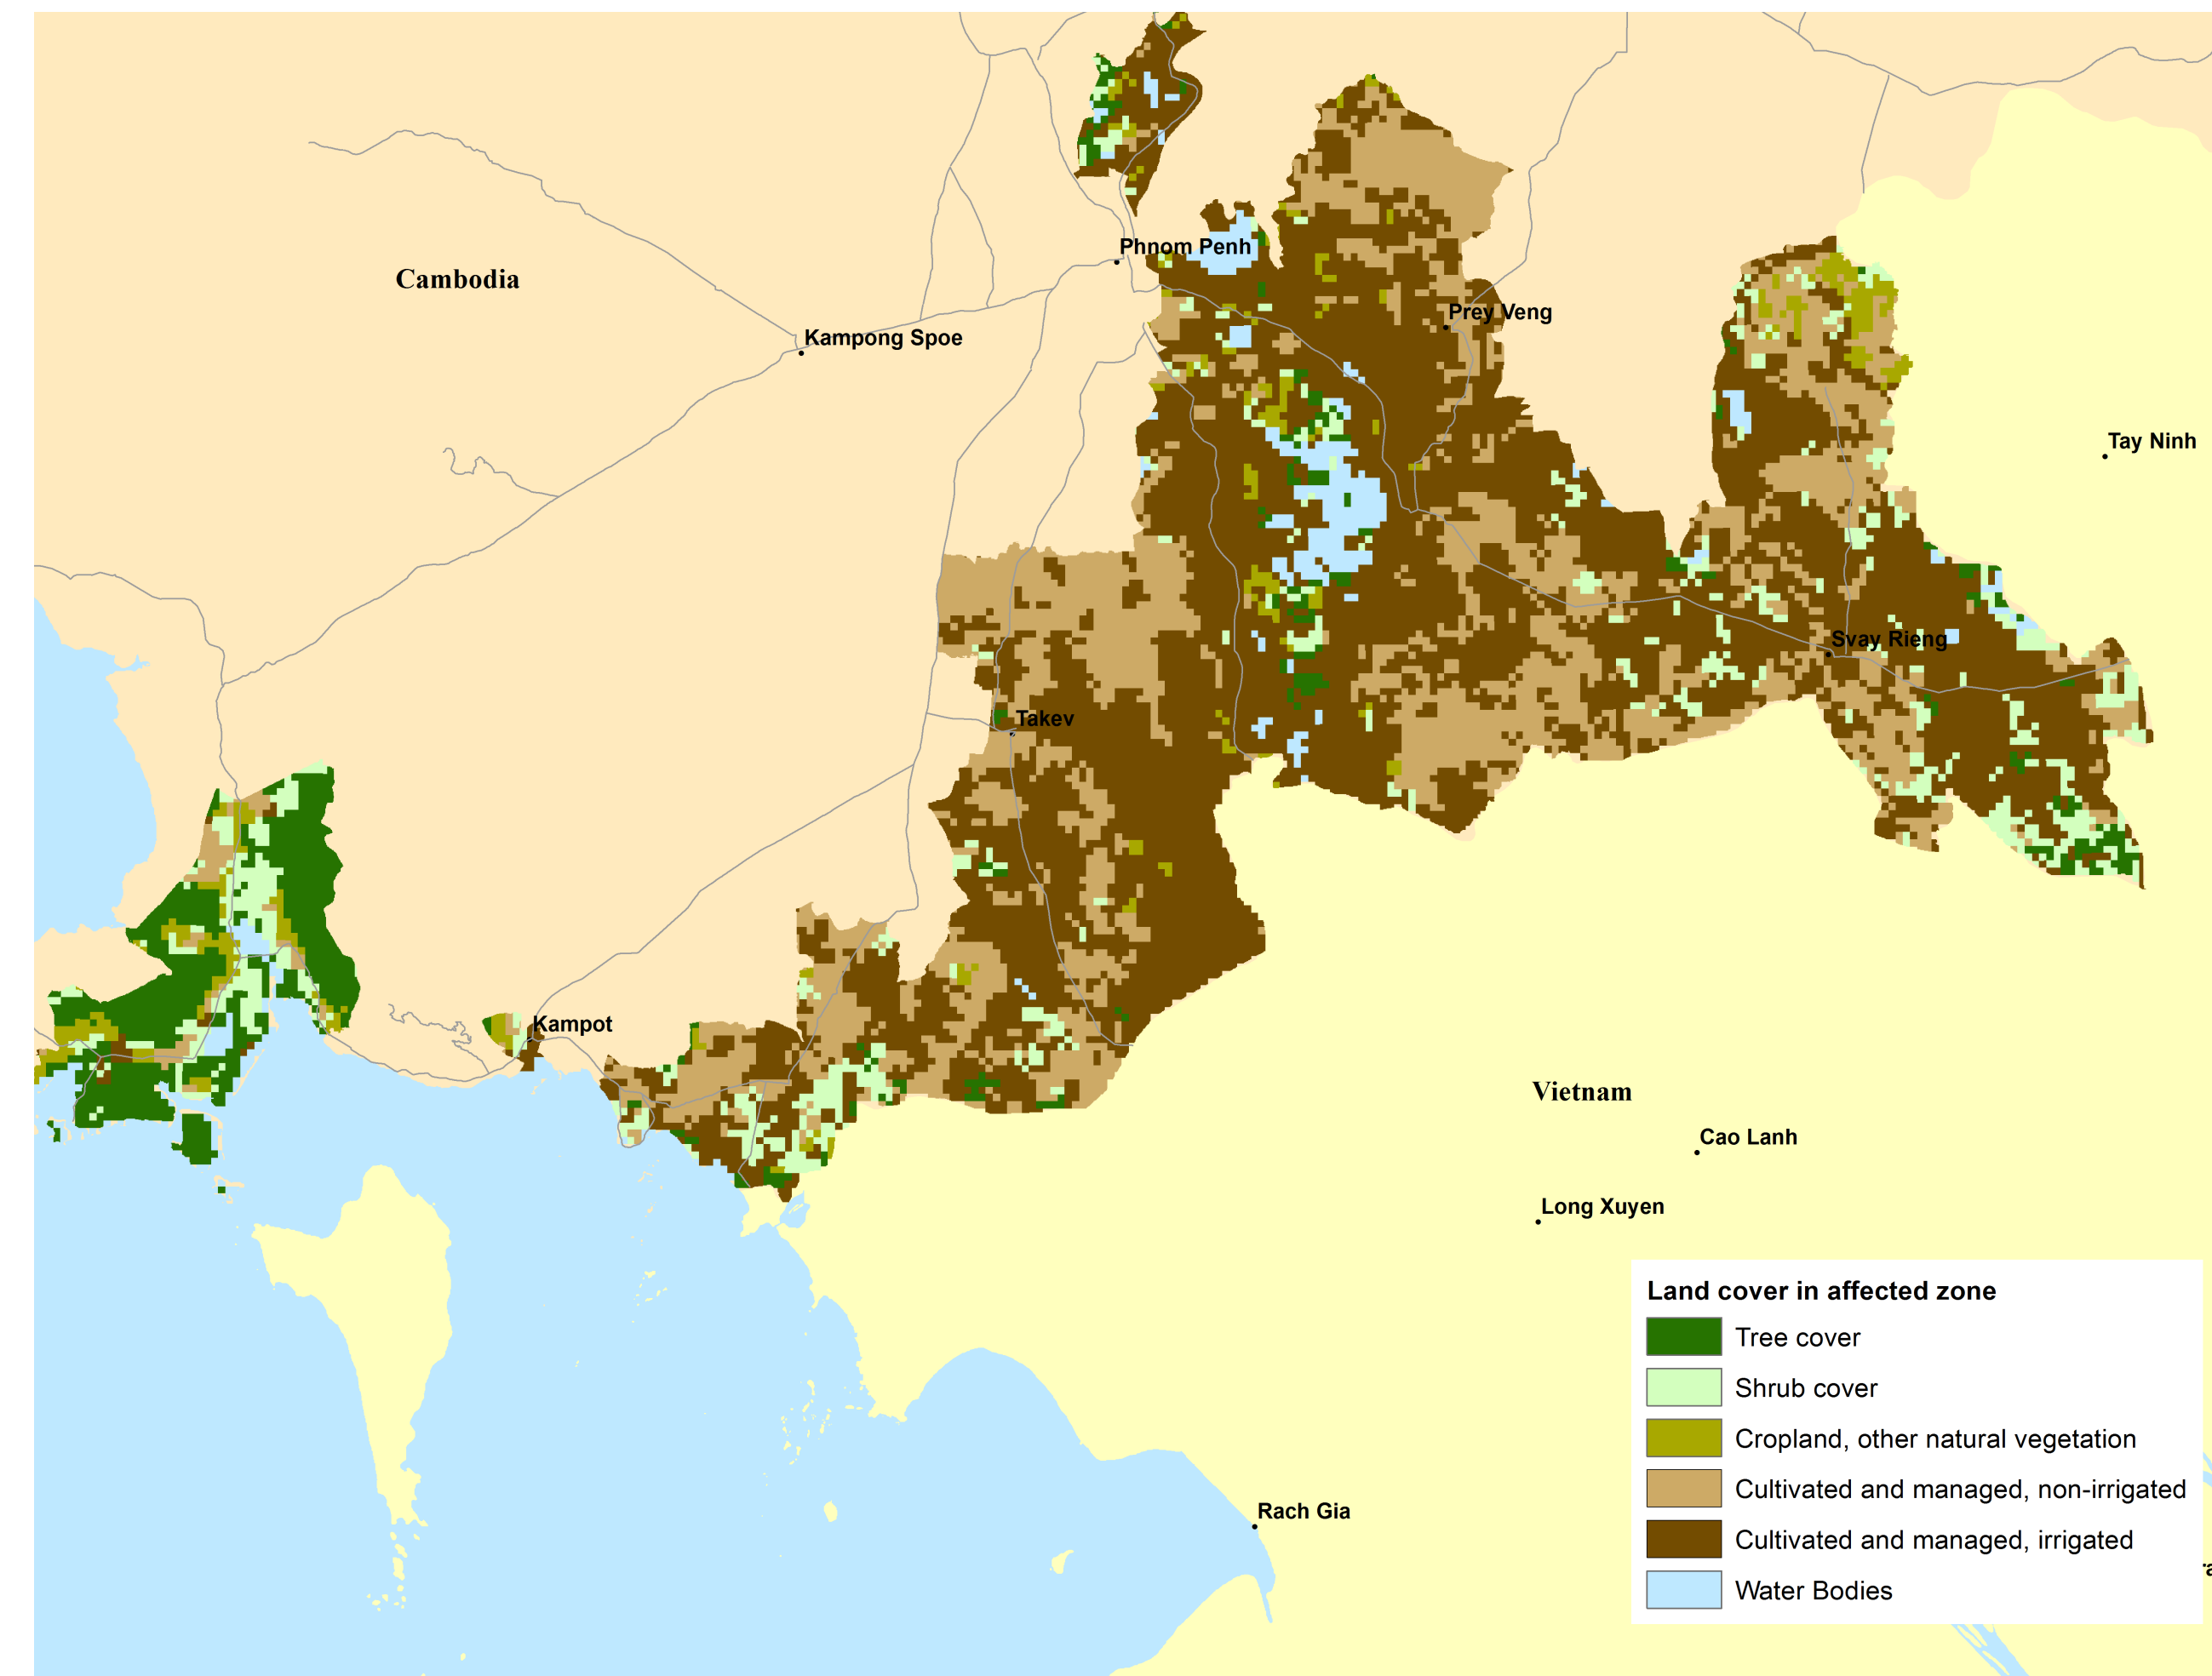 Phnom Penh
Cambodia
Prey Veng
Kampong Spoe
Tay Ninh
Svay Rieng
Takev
Kampot
Vietnam
Cao Lanh
Long Xuyen
Rach Gia
Land cover in affected zone
Tree cover
Shrub cover
Cropland, other natural vegetation
Cultivated and managed, non-irrigated
Cultivated and managed, irrigated
Water Bodies